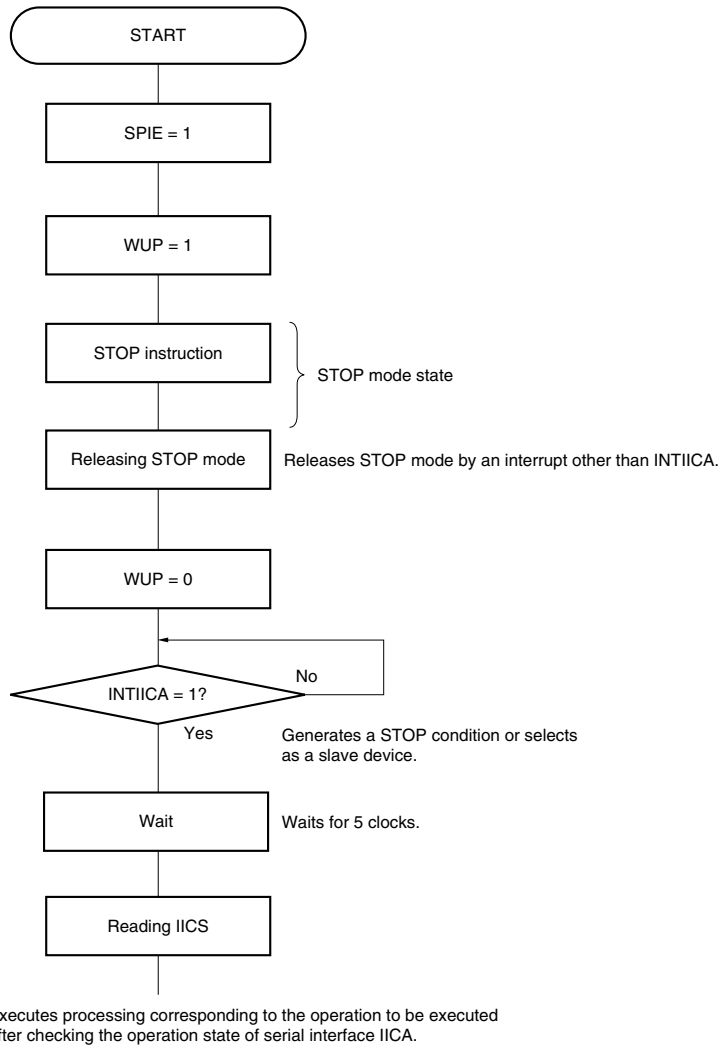 START
SPIE = 1
WUP = 1
STOP instruction
STOP mode state
Releasing STOP mode
Releases STOP mode by an interrupt other than INTIICA.
WUP = 0
No
INTIICA = 1?
Yes
Generates a STOP condition or selects
as a slave device.
Wait
Waits for 5 clocks.
Reading IICS
xecutes processing corresponding to the operation to be executed
fter checking the operation state of serial interface IICA.